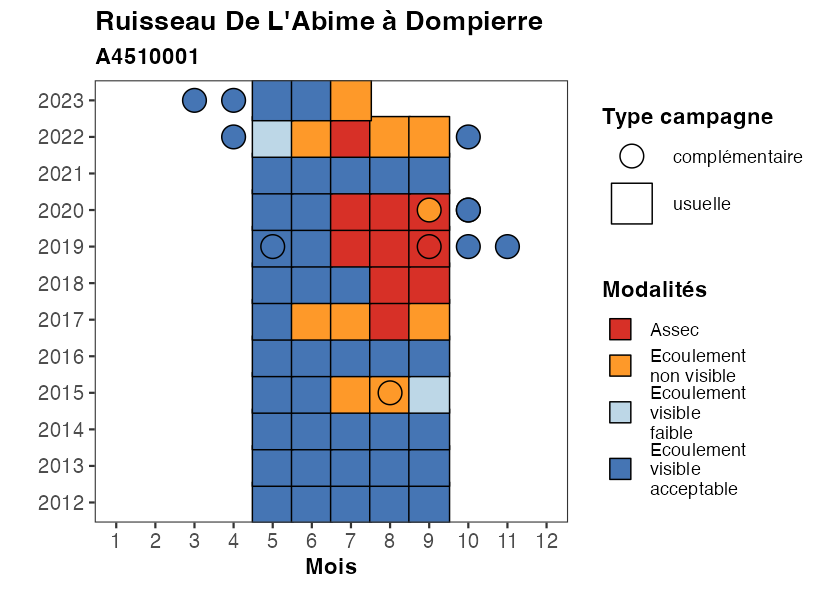 Ruisseau De L'Abime à Dompierre
A4510001
2023
2022
2021
2020
2019
2018
2017
2016
2015
2014
2013
2012
1 2 3 4 5 6 7 8 9 10 11 12
Mois
Type campagne
complémentaire
usuelle
Modalités
Assec
Ecoulement
non visible
Ecoulement
visible
faible
Ecoulement
visible
acceptable